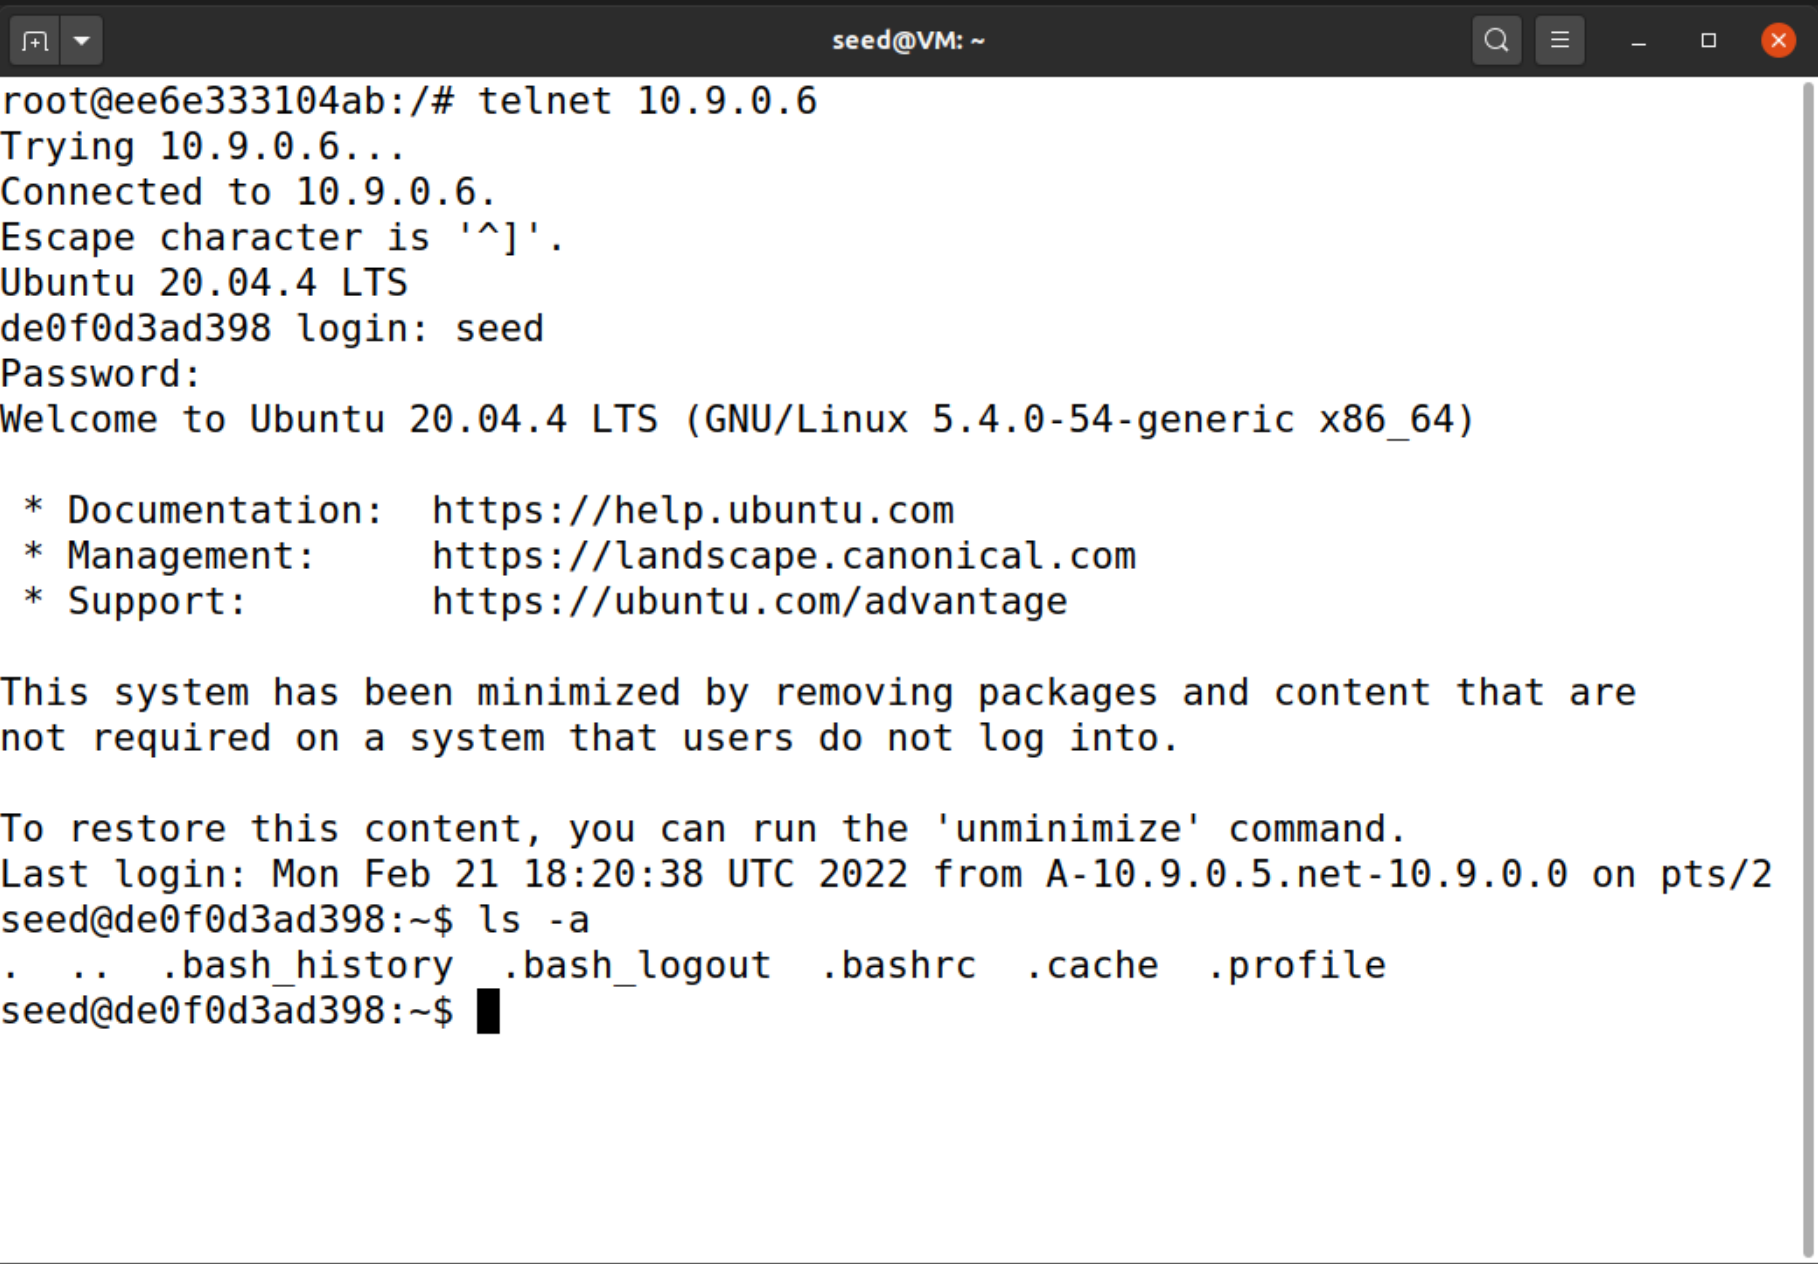 seed@VM: ~
root@ee6e333104ab:/# telnet 10.9.0.6
Trying 10.9.0.6...
Connected to 10.9.0.6.
Escape character is '^]'.
Ubuntu 20.04.4 LTS
de0f0d3ad398 login: seed
Password:
Welcome to Ubuntu 20.04.4 LTS (GNU/Linux 5.4.0-54-generic x86_64)
 * Documentation:  https://help.ubuntu.com
 * Management:     https://landscape.canonical.com
 * Support:        https://ubuntu.com/advantage
This system has been minimized by removing packages and content that are
not required on a system that users do not log into.
To restore this content, you can run the 'unminimize' command.
Last login: Mon Feb 21 18:20:38 UTC 2022 from A-10.9.0.5.net-10.9.0.0 on pts/2
seed@de0f0d3ad398:~$ ls -a
.  ..  .bash_history  .bash_logout  .bashrc  .cache  .profile
seed@de0f0d3ad398:~$